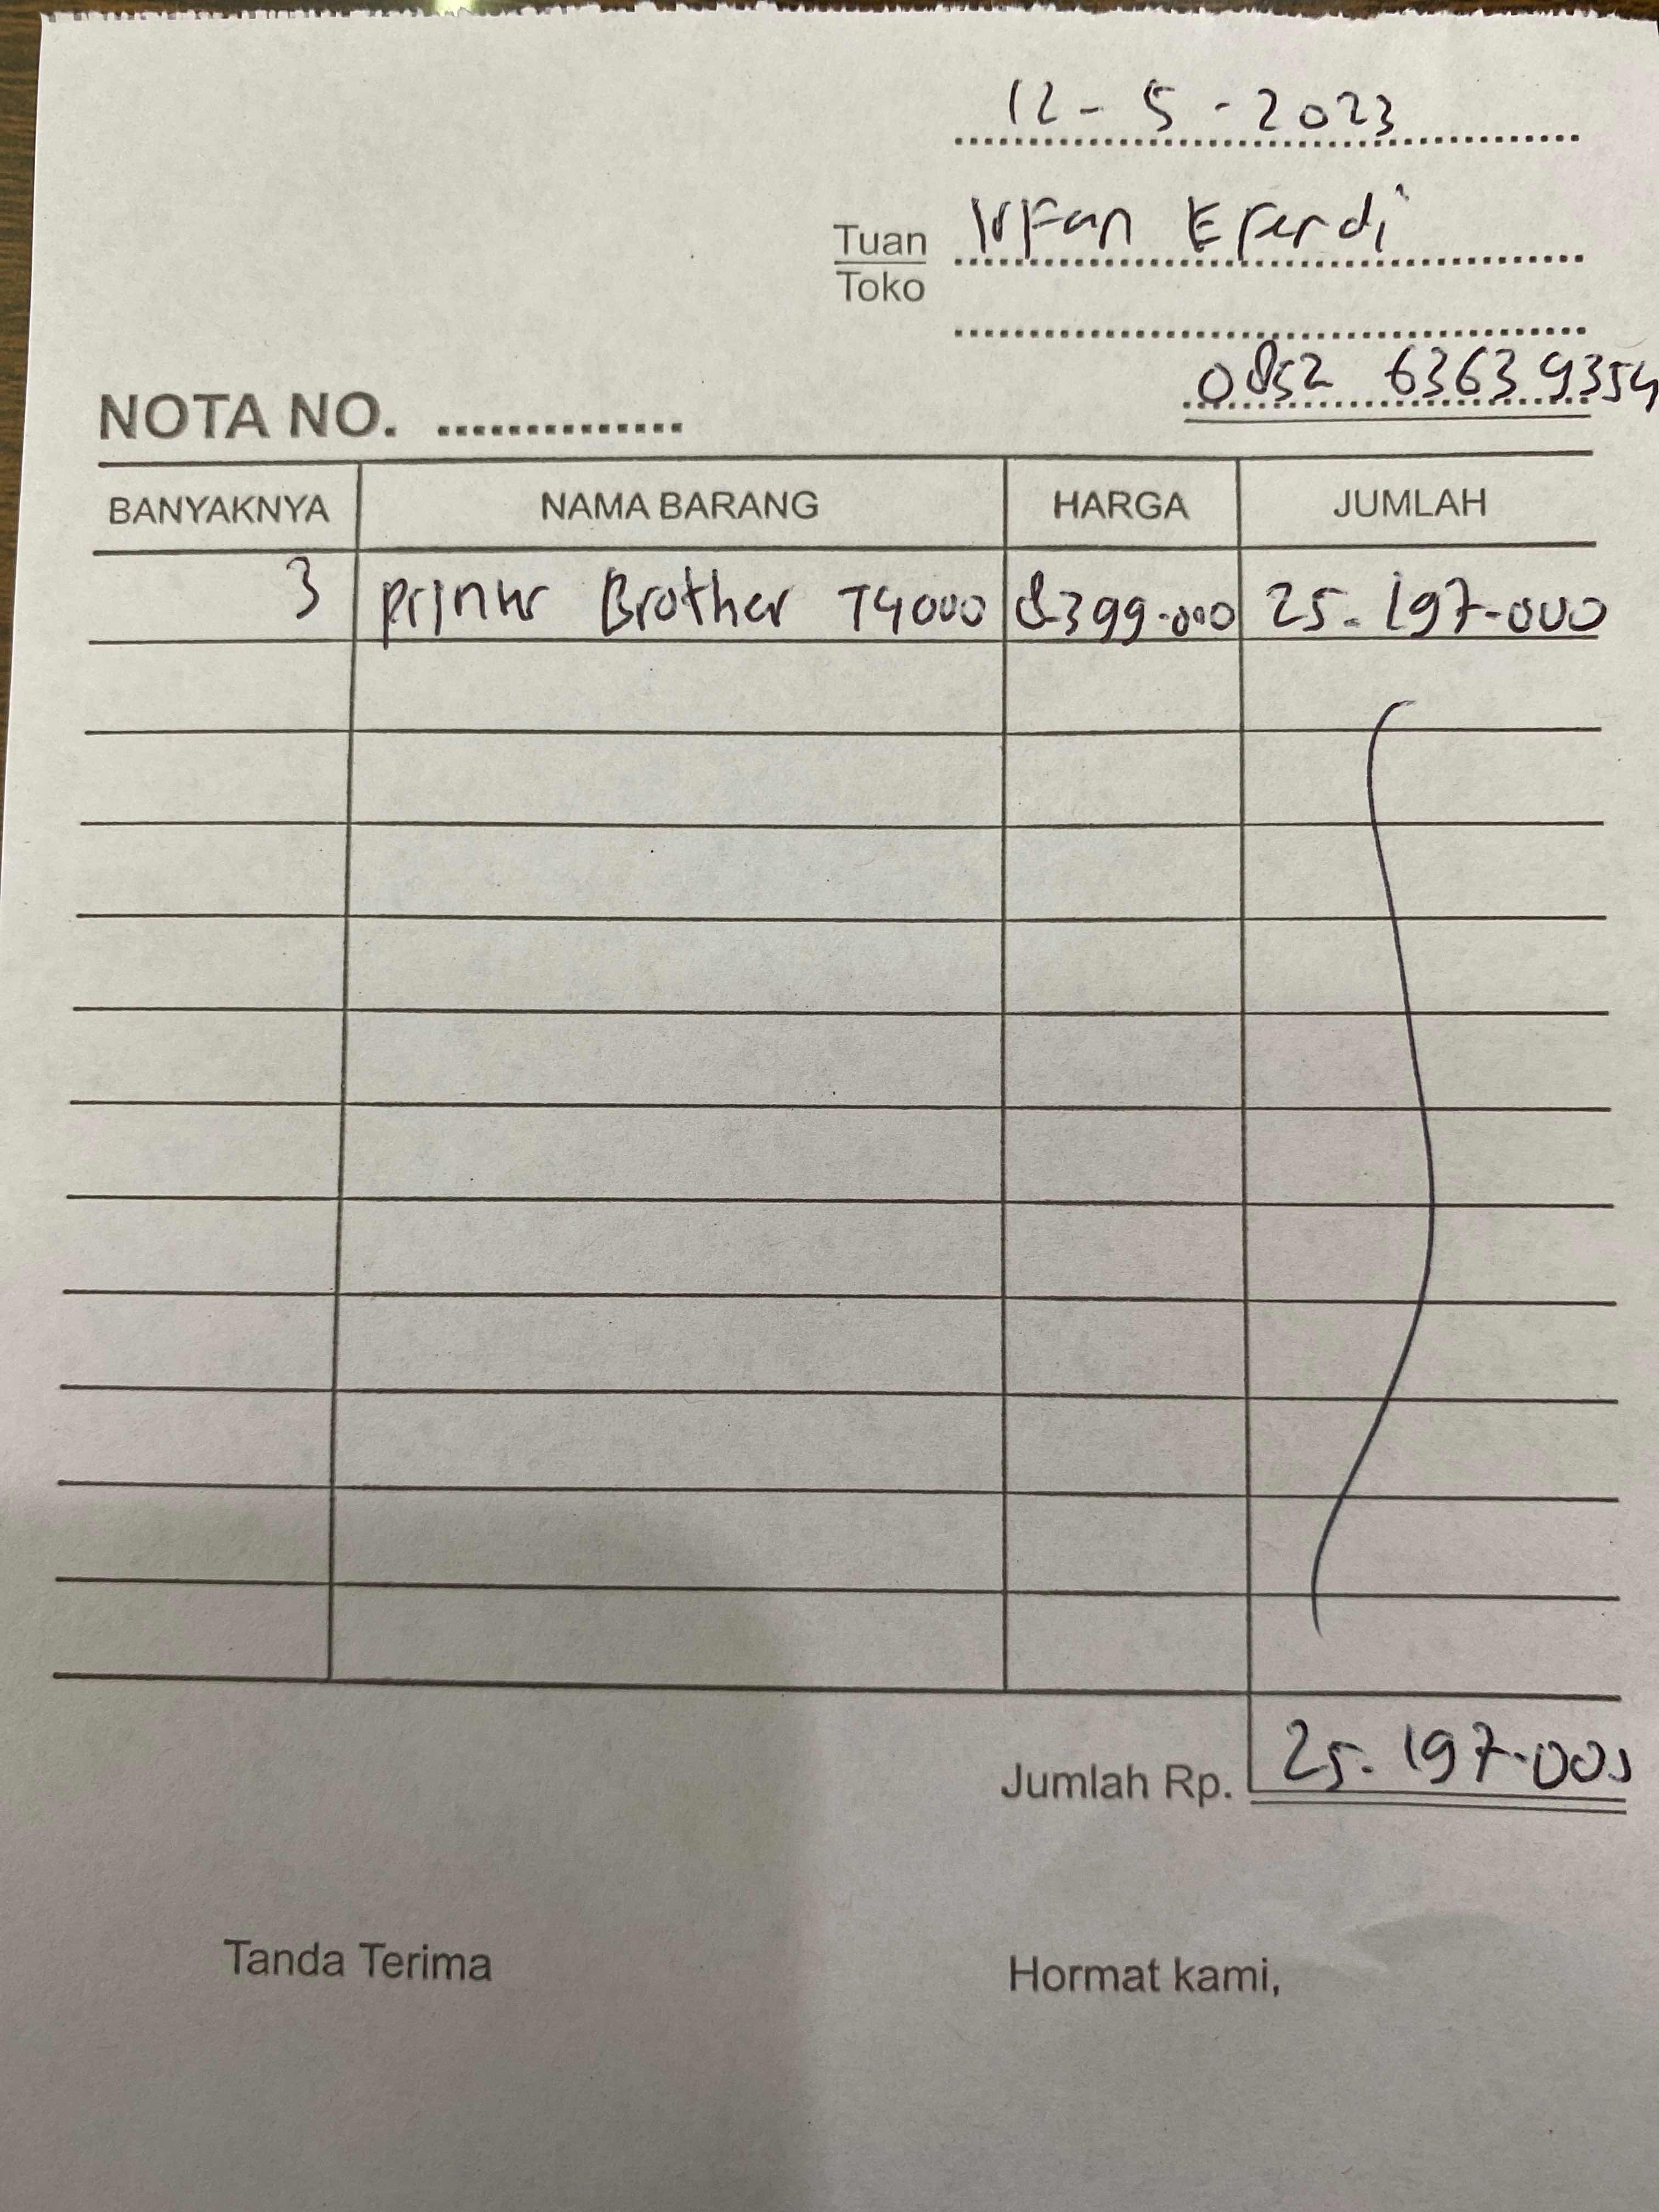 12 - 5 - 2023
Tuan Irfan Efendi
Toko
0852 6363 9354
NOTA NO. ..............
BANYAKNYA NAMA BARANG HARGA JUMLAH
3 Printer Brother T4000 8399.000 25.197.000
Jumlah Rp. 25.197.000
Tanda Terima Hormat kami,